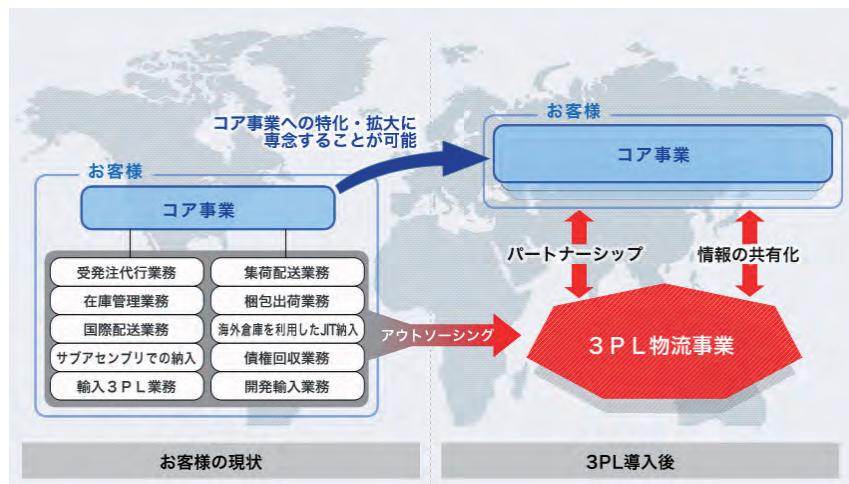 コア事業への特化・拡大に
専念することが可能
お客様
コア事業
受発注代行業務
集荷配送業務
在庫管理業務
梱包出荷業務
国際配送業務
海外倉庫を利用したJIT納入
サブアセンブリでの納入
債権回収業務
輸入3PL業務
開発輸入業務
アウトソーシング
お客様の現状
お客様
コア事業
パートナーシップ
情報の共有化
3PL物流事業
3PL導入後